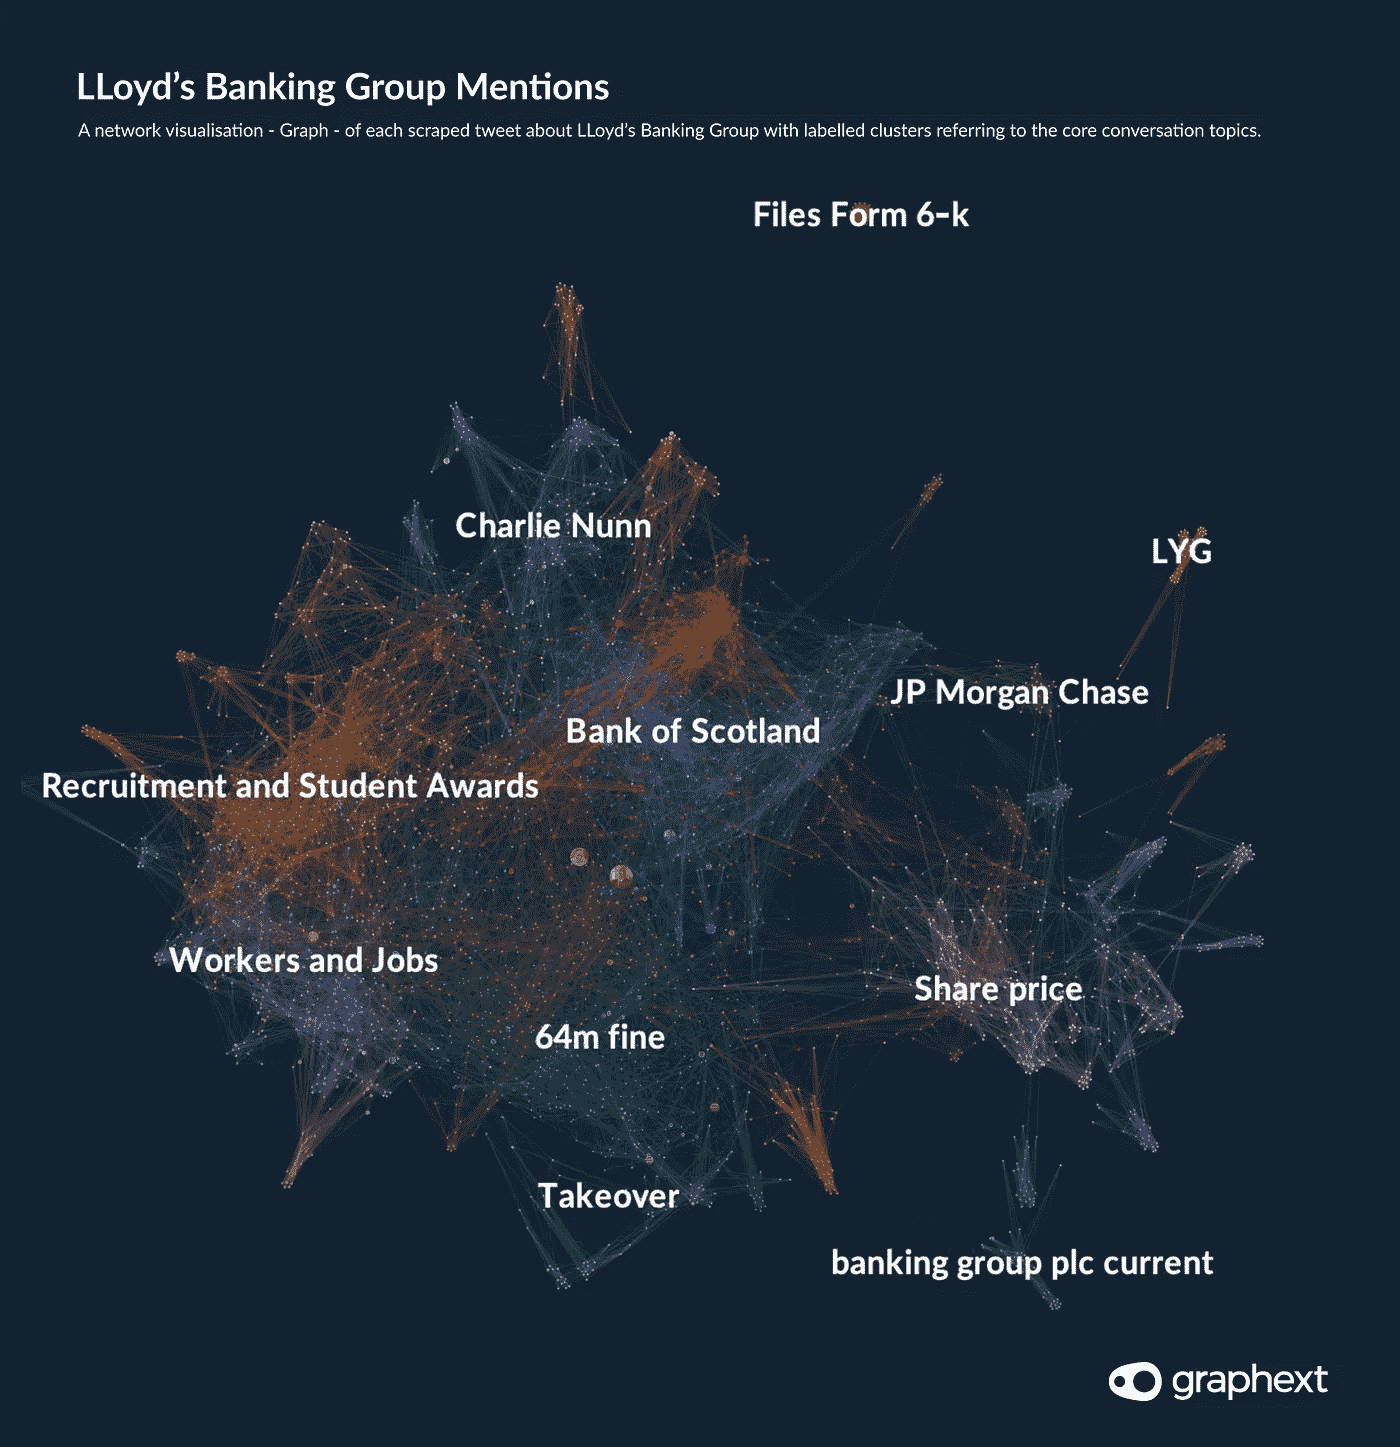 LLoyd's Banking Group Mentions
A network visualisation - Graph - of each scraped tweet about LLoyd's Banking Group with labelled clusters referring to the core conversation topics.
Files Form 6-k
Charlie Nunn
LYG
JP Morgan Chase
Bank of Scotland
Recruitment and Student Awards
Workers and Jobs
Share price
64m fine
Takeover
banking group plc current
graphext